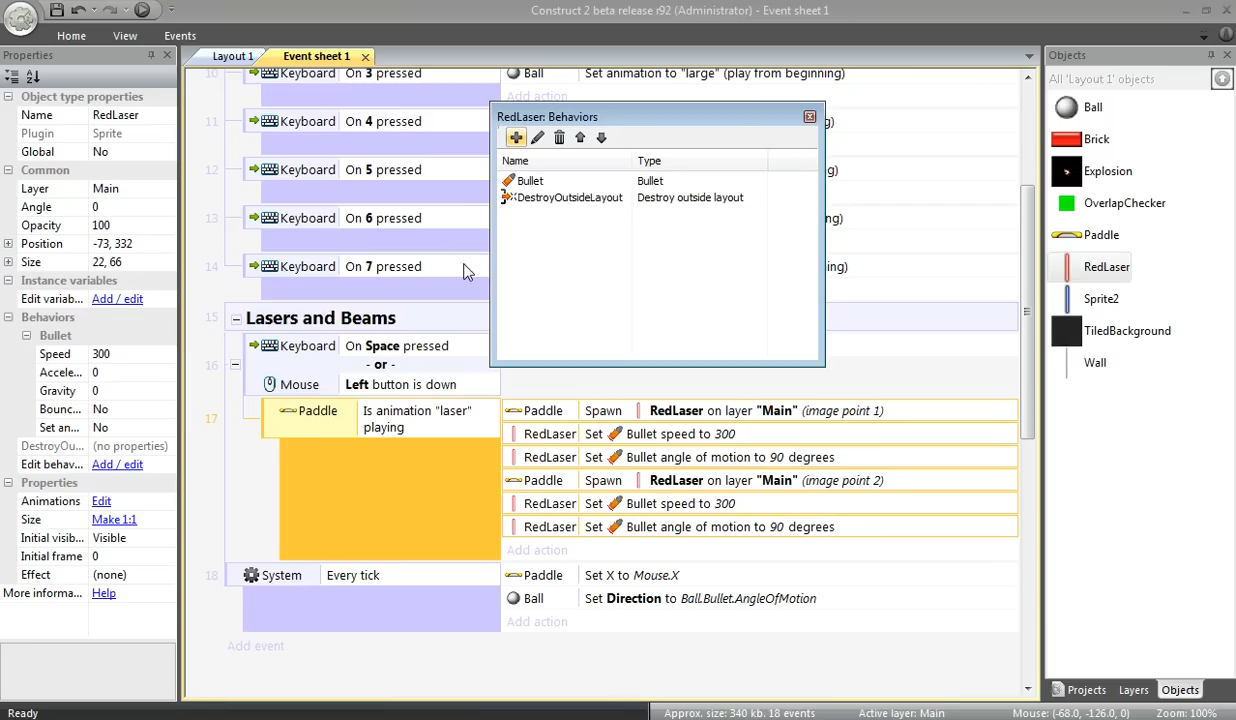 Construct 2 beta release r92 (Administrator) - Event sheet 1
Home View Events
Properties
Object type properties
Name RedLaser
Plugin Sprite
Global No
Common
Layer Main
Angle 0
Opacity 100
Position -73, 332
Size 22, 66
Instance variables
Edit variab... Add / edit
Behaviors
Bullet
Speed 300
Accele... 0
Gravity 0
Bounc... No
Set an... No
DestroyOu... (no properties)
Edit behav... Add / edit
Properties
Animations Edit
Size Make 1:1
Initial visib... Visible
Initial frame 0
Effect (none)
More informa... Help
Layout 1 Event sheet 1
10 Keyboard On 3 pressed Ball Set animation to "large" (play from beginning)
Add action
11 Keyboard On 4 pressed
12 Keyboard On 5 pressed
13 Keyboard On 6 pressed
14 Keyboard On 7 pressed
RedLaser: Behaviors
Name Type
Bullet Bullet
DestroyOutsideLayout Destroy outside layout
15 Lasers and Beams
16 Keyboard On Space pressed
- or -
Mouse Left button is down
17 Paddle Is animation "laser" playing
Paddle Spawn RedLaser on layer "Main" (image point 1)
RedLaser Set Bullet speed to 300
RedLaser Set Bullet angle of motion to 90 degrees
Paddle Spawn RedLaser on layer "Main" (image point 2)
RedLaser Set Bullet speed to 300
RedLaser Set Bullet angle of motion to 90 degrees
Add action
18 System Every tick Paddle Set X to Mouse.X
Ball Set Direction to Ball.Bullet.AngleOfMotion
Add action
Add event
Objects
All 'Layout 1' objects
Ball
Brick
Explosion
OverlapChecker
Paddle
RedLaser
Sprite2
TiledBackground
Wall
Projects Layers Objects
Ready Approx. size: 340 kb. 18 events Active layer: Main Mouse: (-68.0, -126.0, 0) Zoom: 100%